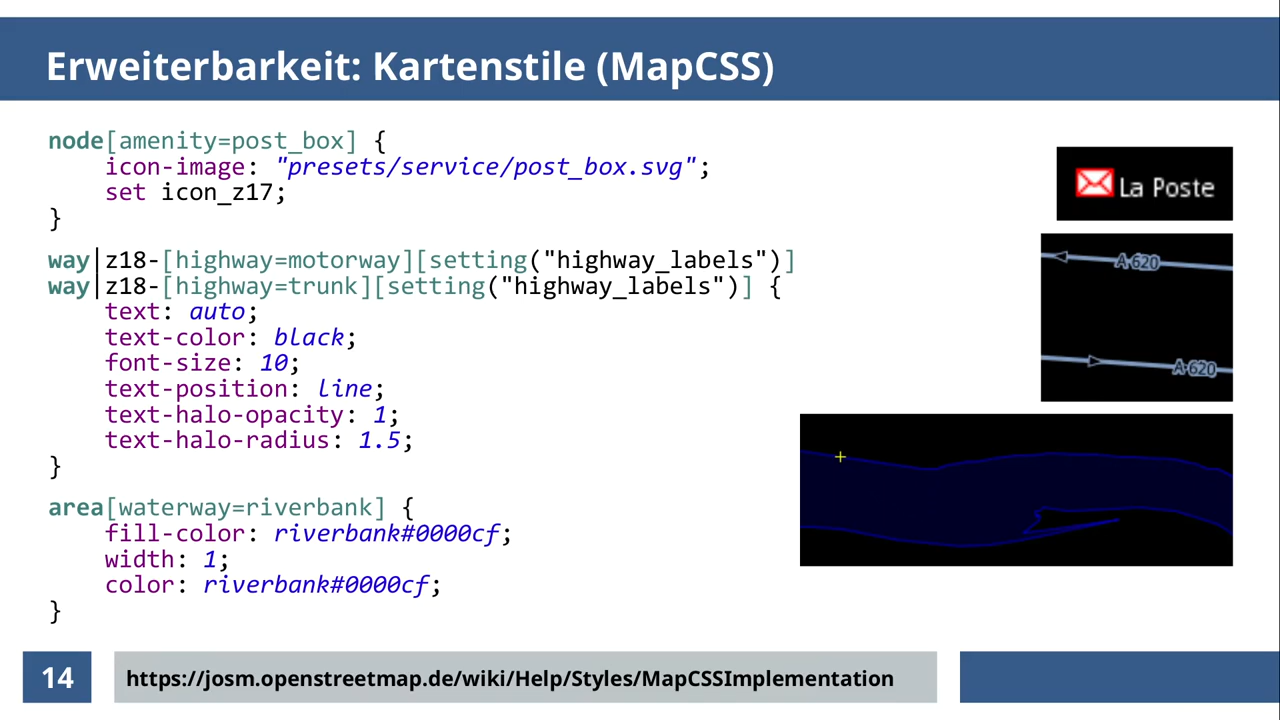 Erweiterbarkeit: Kartenstile (MapCSS)
node[amenity=post_box] {
    icon-image: "presets/service/post_box.svg";
    set icon_z17;
}
way|z18-[highway=motorway][setting("highway_labels")]
way|z18-[highway=trunk][setting("highway_labels")] {
    text: auto;
    text-color: black;
    font-size: 10;
    text-position: line;
    text-halo-opacity: 1;
    text-halo-radius: 1.5;
}
area[waterway=riverbank] {
    fill-color: riverbank#0000cf;
    width: 1;
    color: riverbank#0000cf;
}
La Poste
A 620
A 620
14
https://josm.openstreetmap.de/wiki/Help/Styles/MapCSSImplementation